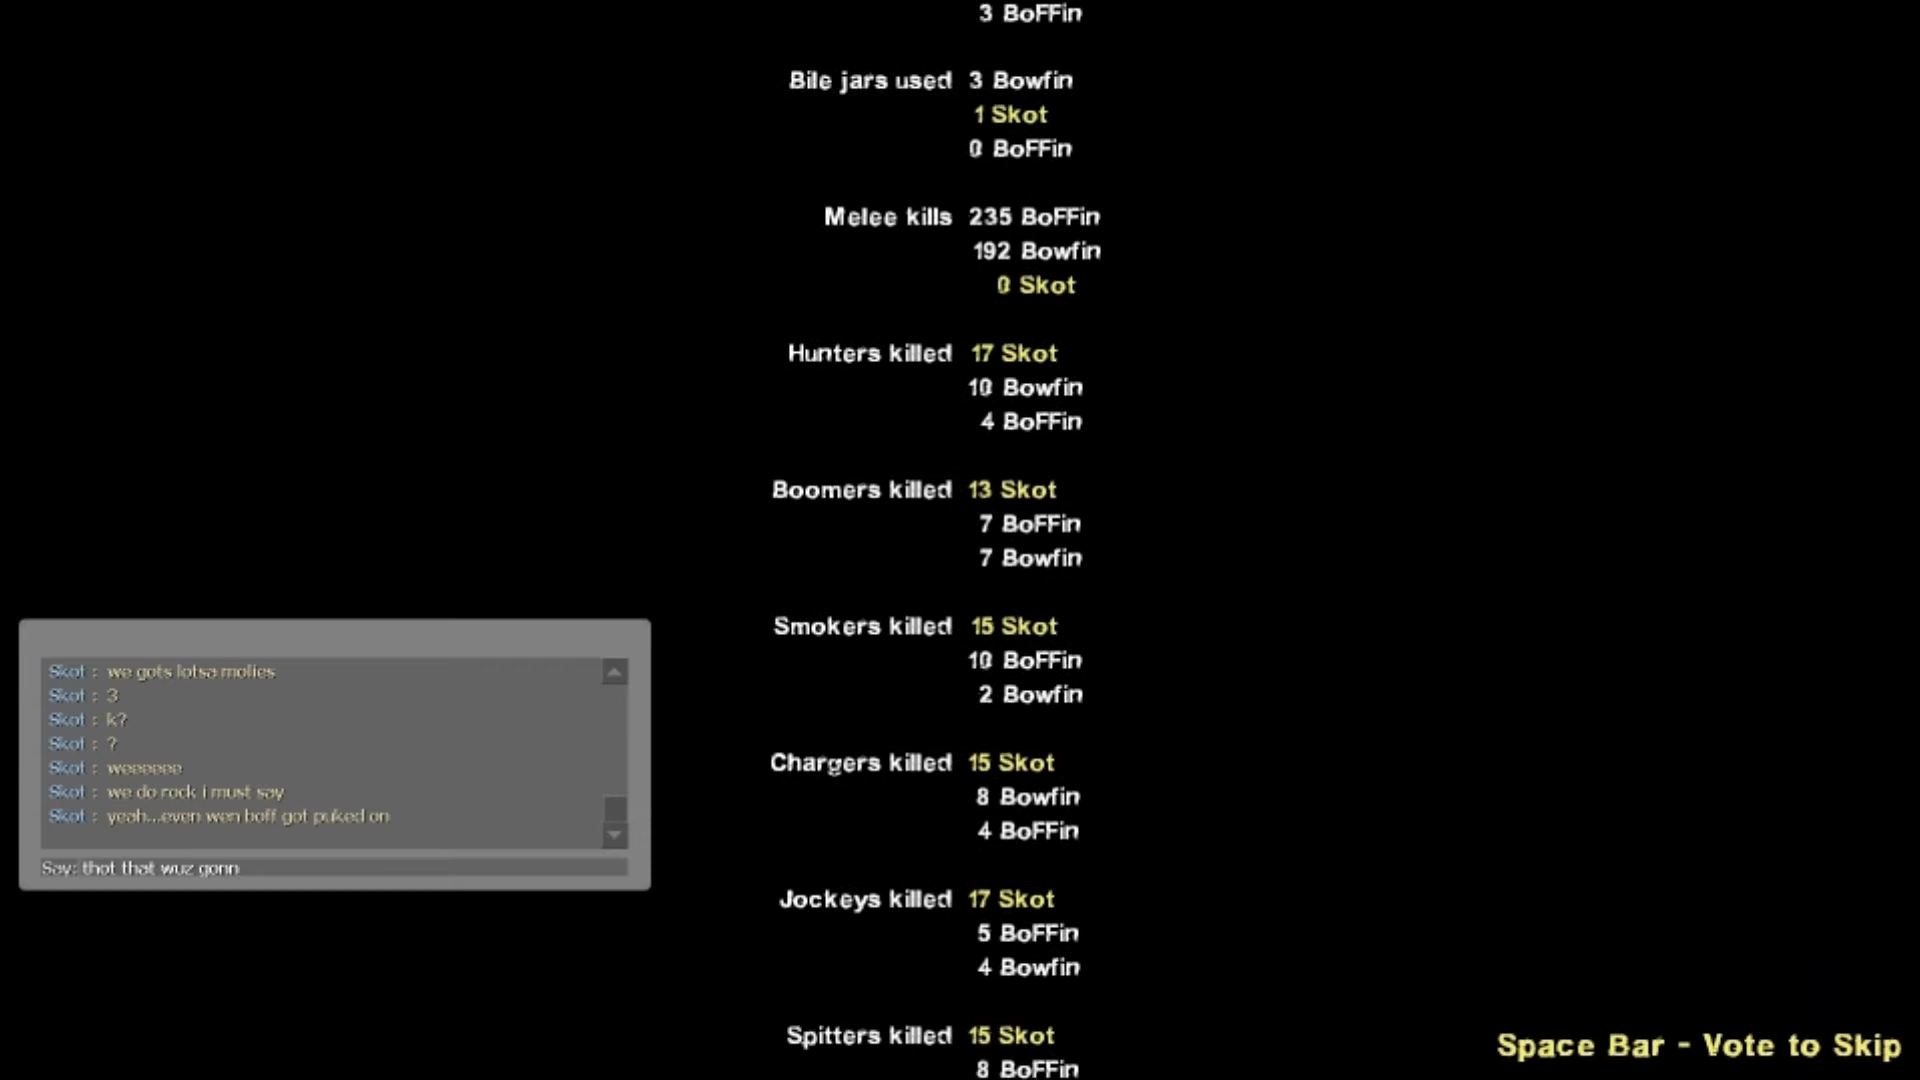 3 BoFFin
Bile jars used 3 Bowfin
1 Skot
0 BoFFin
Melee kills 235 BoFFin
192 Bowfin
0 Skot
Hunters killed 17 Skot
10 Bowfin
4 BoFFin
Boomers killed 13 Skot
7 BoFFin
7 Bowfin
Smokers killed 15 Skot
10 BoFFin
2 Bowfin
Chargers killed 15 Skot
8 Bowfin
4 BoFFin
Jockeys killed 17 Skot
5 BoFFin
4 Bowfin
Spitters killed 15 Skot
8 BoFFin
Skot : we gots lotsa molies
Skot : 3
Skot : k?
Skot : ?
Skot : weeeeee
Skot : we do rock i must say
Skot : yeah...even wen boff got puked on
Say: thot that wuz gonn
Space Bar - Vote to Skip